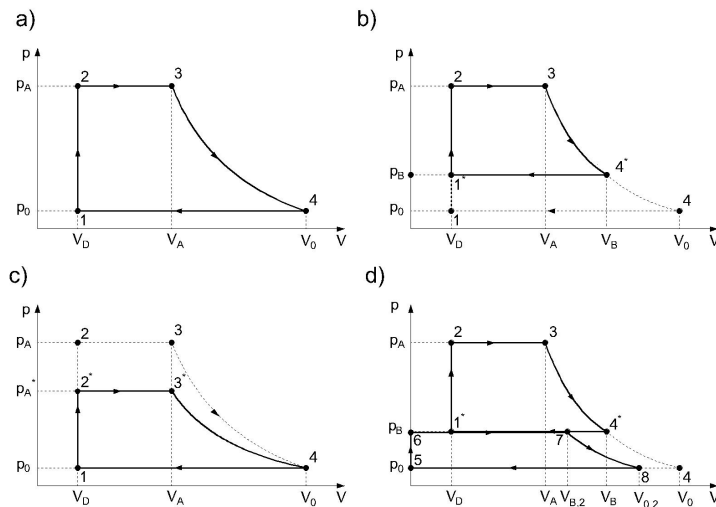 a)
p
p_A
2
3
p_0
1
4
V_D
V_A
V_0
V
b)
p
p_A
2
3
p_B
1*
4*
p_0
1
4
V_D
V_A
V_B
V_0
V
c)
p
p_A
2
3
p_A*
2*
3*
p_0
1
4
V_D
V_A
V_0
V
d)
p
p_A
2
3
p_B
6
1*
7
4*
p_0
5
8
4
V_D
V_A
V_B,2
V_B
V_0,2
V_0
V